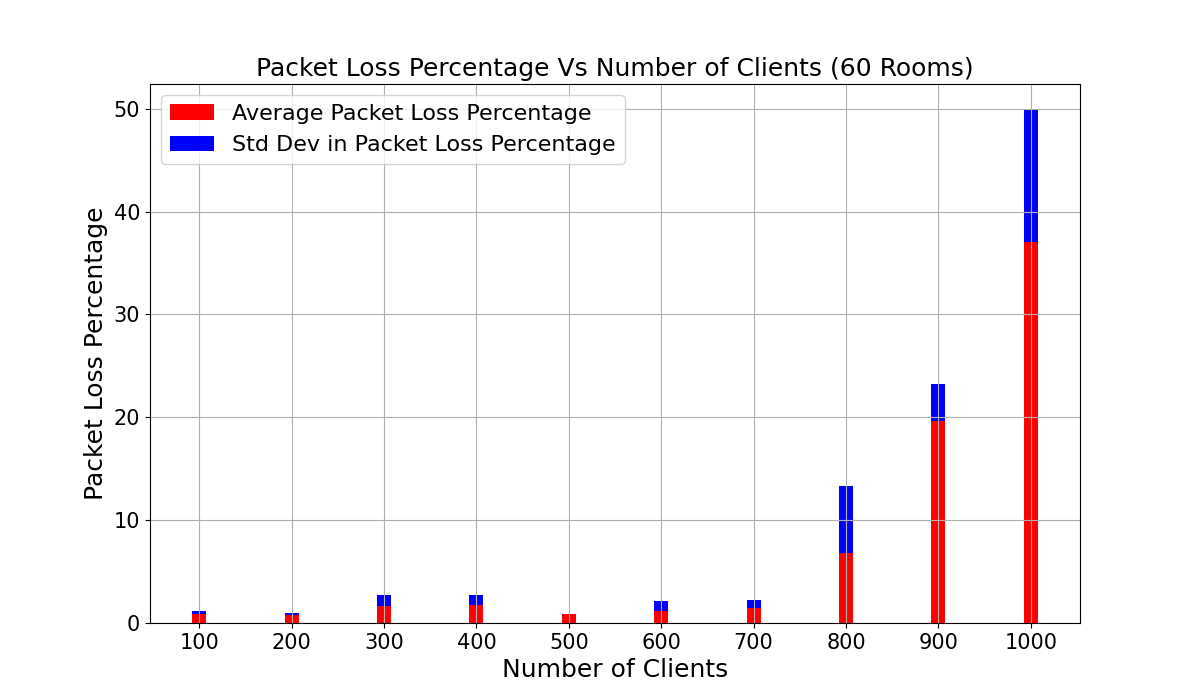 Packet Loss Percentage Vs Number of Clients (60 Rooms)
Average Packet Loss Percentage
Std Dev in Packet Loss Percentage
Packet Loss Percentage
50
40
30
20
10
0
100 200 300 400 500 600 700 800 900 1000
Number of Clients